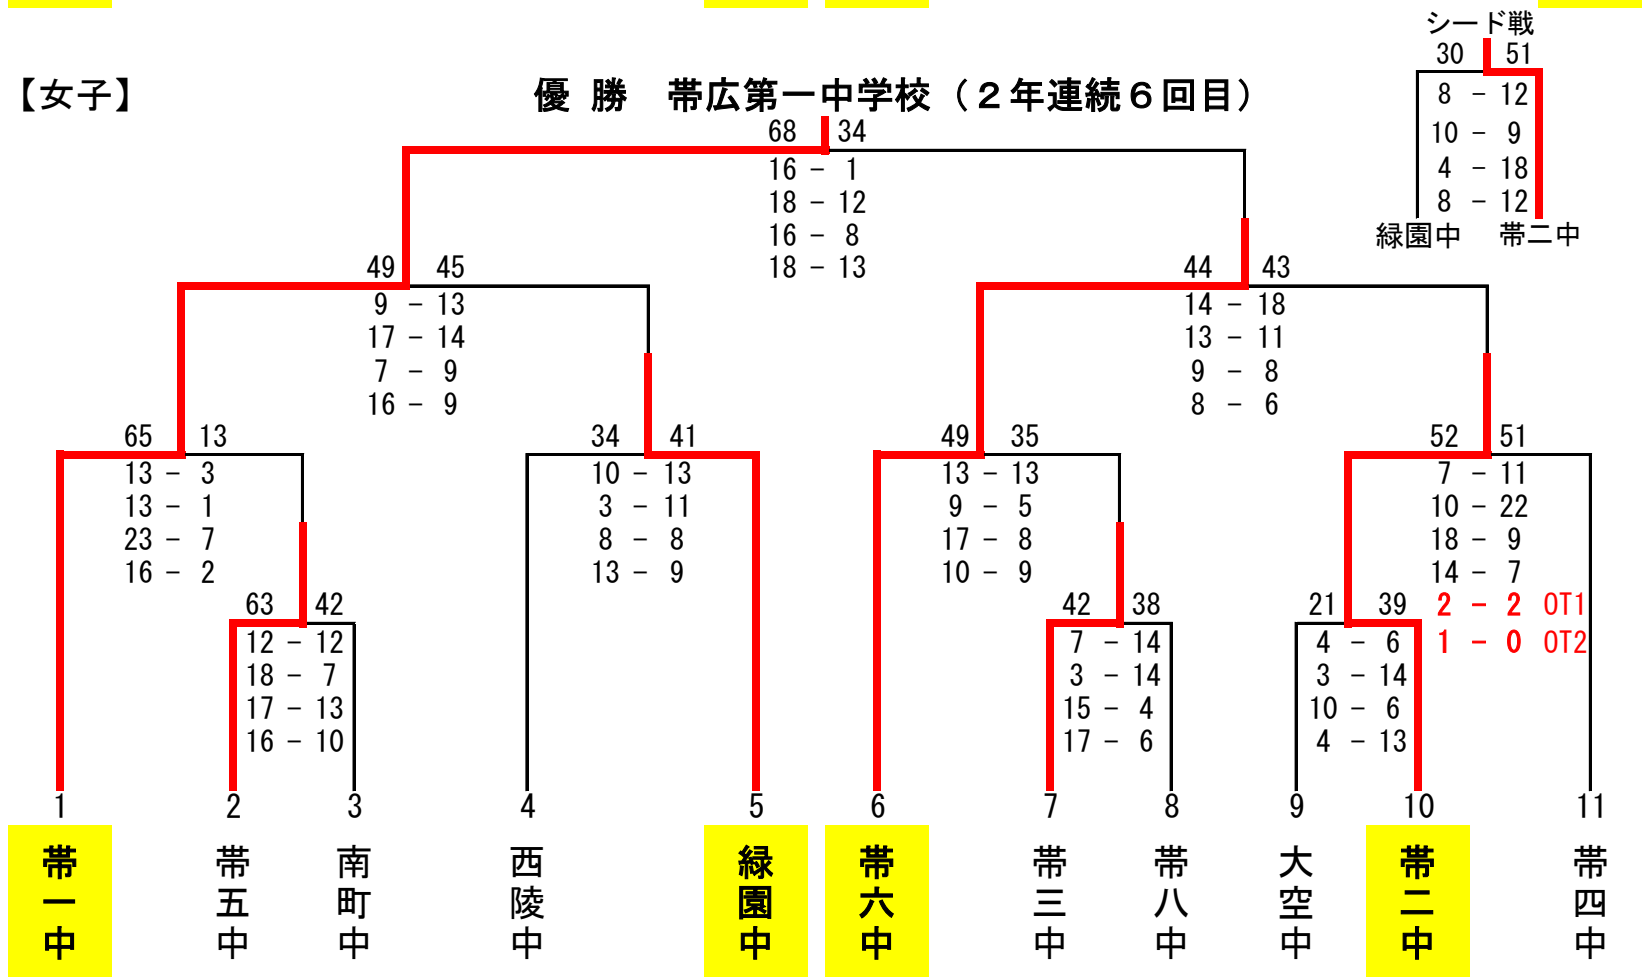 シード戦
30 51
8 - 12
10 - 9
4 - 18
8 - 12
緑園中 帯二中
【女子】
優 勝　帯広第一中学校（２年連続６回目）
68 34
16 - 1
18 - 12
16 - 8
18 - 13
49 45
9 - 13
17 - 14
7 - 9
16 - 9
44 43
14 - 18
13 - 11
9 - 8
8 - 6
65 13
13 - 3
13 - 1
23 - 7
16 - 2
34 41
10 - 13
3 - 11
8 - 8
13 - 9
49 35
13 - 13
9 - 5
17 - 8
10 - 9
52 51
7 - 11
10 - 22
18 - 9
14 - 7
2 - 2 OT1
1 - 0 OT2
63 42
12 - 12
18 - 7
17 - 13
16 - 10
42 38
7 - 14
3 - 14
15 - 4
17 - 6
21 39
4 - 6
3 - 14
10 - 6
4 - 13
1 2 3 4 5 6 7 8 9 10 11
帯一中
帯五中
南町中
西陵中
緑園中
帯六中
帯三中
帯八中
大空中
帯二中
帯四中